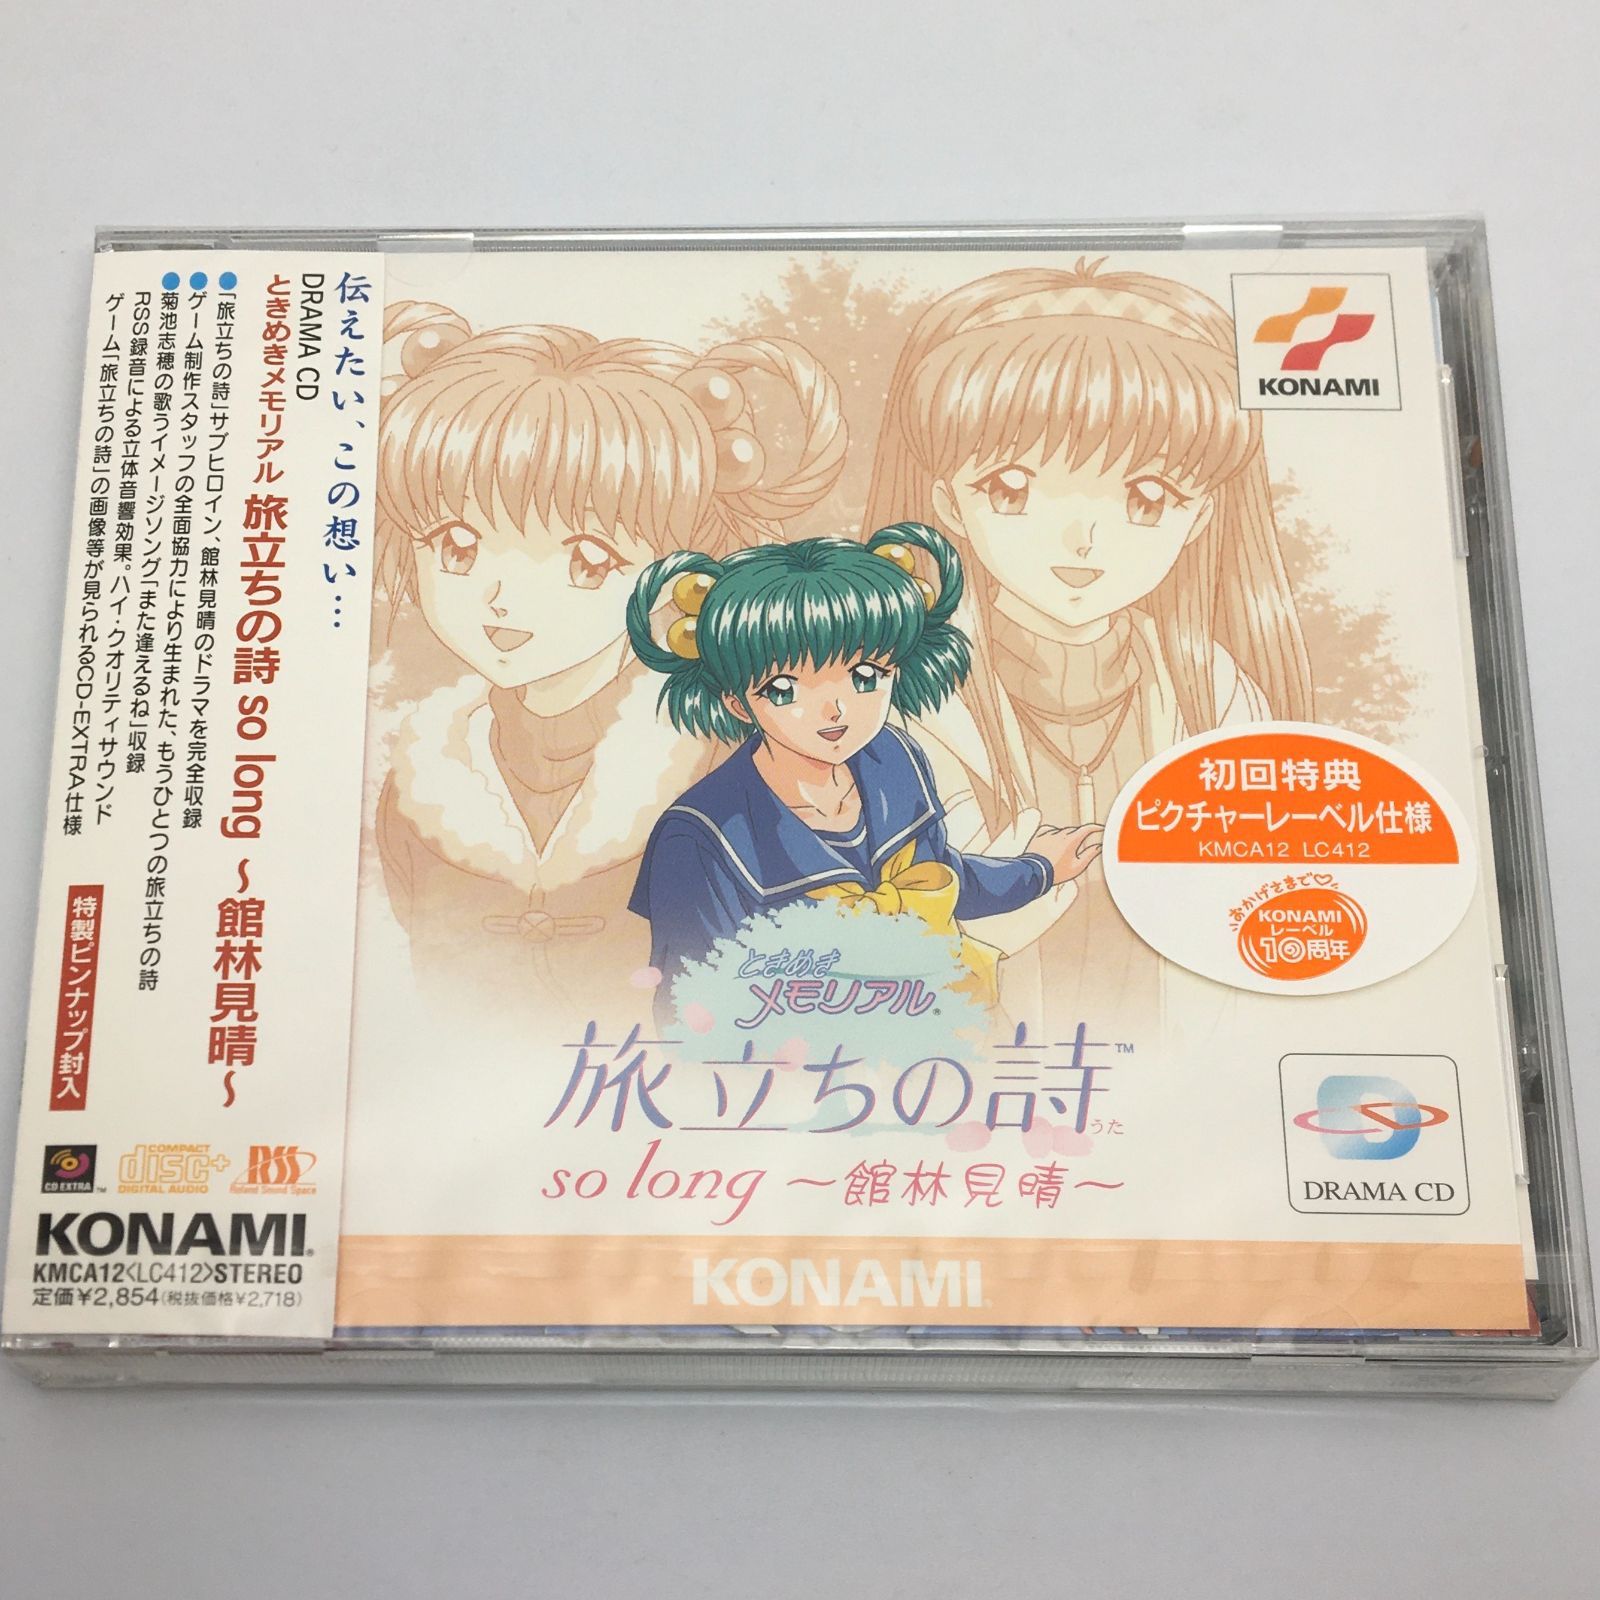 伝えたい、この想い…
DRAMA CD
ときめきメモリアル 旅立ちの詩 so long ～館林見晴～
●「旅立ちの詩」サブヒロイン、館林見晴のドラマを完全収録
●ゲーム制作スタッフの全面協力により生まれた、もうひとつの旅立ちの詩
●菊池志穂の歌うイメージソング「また逢えるね」収録
RSS録音による立体音響効果。ハイ・クオリティサウンド
ゲーム「旅立ちの詩」の画像等が見られるCD-EXTRA仕様
特製ピンナップ封入
CD EXTRA™
COMPACT disc+ DIGITAL AUDIO
RSS Roland Sound Space
KONAMI®
KMCA12<LC412>STEREO
定価¥2,854(税抜価格¥2,718)
KONAMI
初回特典
ピクチャーレーベル仕様
KMCA12 LC412
おかげさまで♡
KONAMI
レーベル
10周年
ときめき
メモリアル®
旅立ちの詩™
うた
so long ～館林見晴～
DRAMA CD
KONAMI®